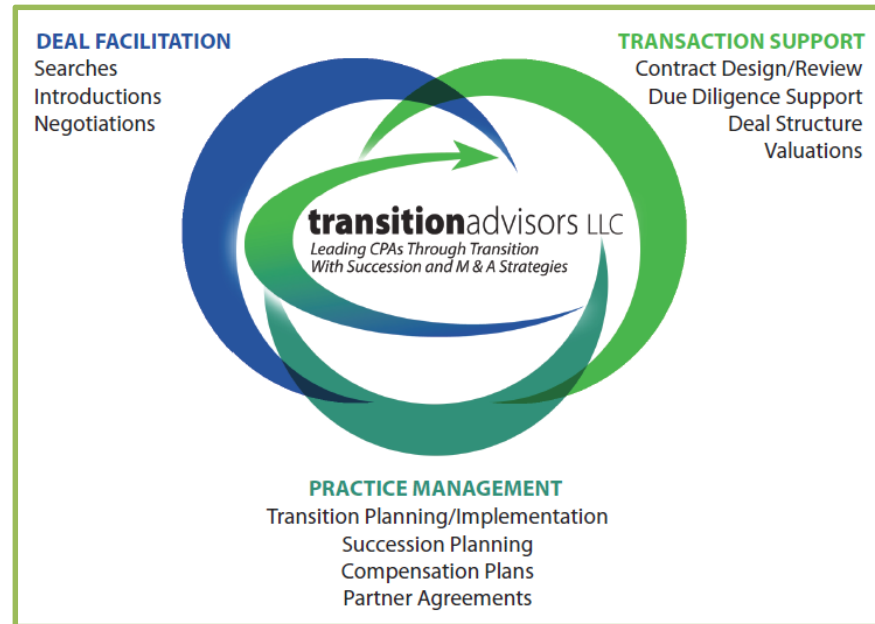 DEAL FACILITATION
Searches
Introductions
Negotiations
TRANSACTION SUPPORT
Contract Design/Review
Due Diligence Support
Deal Structure
Valuations
transitionadvisors LLC
Leading CPAs Through Transition
With Succession and M & A Strategies
PRACTICE MANAGEMENT
Transition Planning/Implementation
Succession Planning
Compensation Plans
Partner Agreements